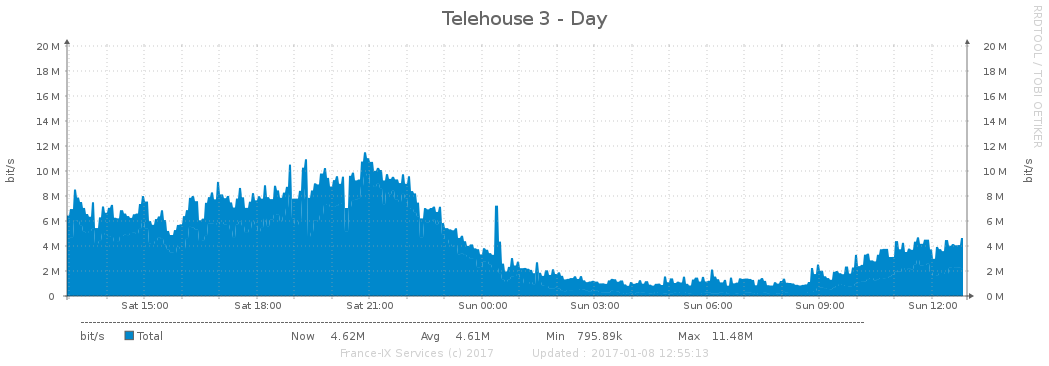 Telehouse 3 - Day
RRDTOOL / TOBI OETIKER
20 M 20 M
18 M 18 M
16 M 16 M
14 M 14 M
12 M 12 M
10 M 10 M
8 M 8 M
6 M 6 M
4 M 4 M
2 M 2 M
0 0 M
bit/s
bit/s
Sat 15:00 Sat 18:00 Sat 21:00 Sun 00:00 Sun 03:00 Sun 06:00 Sun 09:00 Sun 12:00
bit/s Total Now 4.62M Avg 4.61M Min 795.89k Max 11.48M
France-IX Services (c) 2017 Updated : 2017-01-08 12:55:13